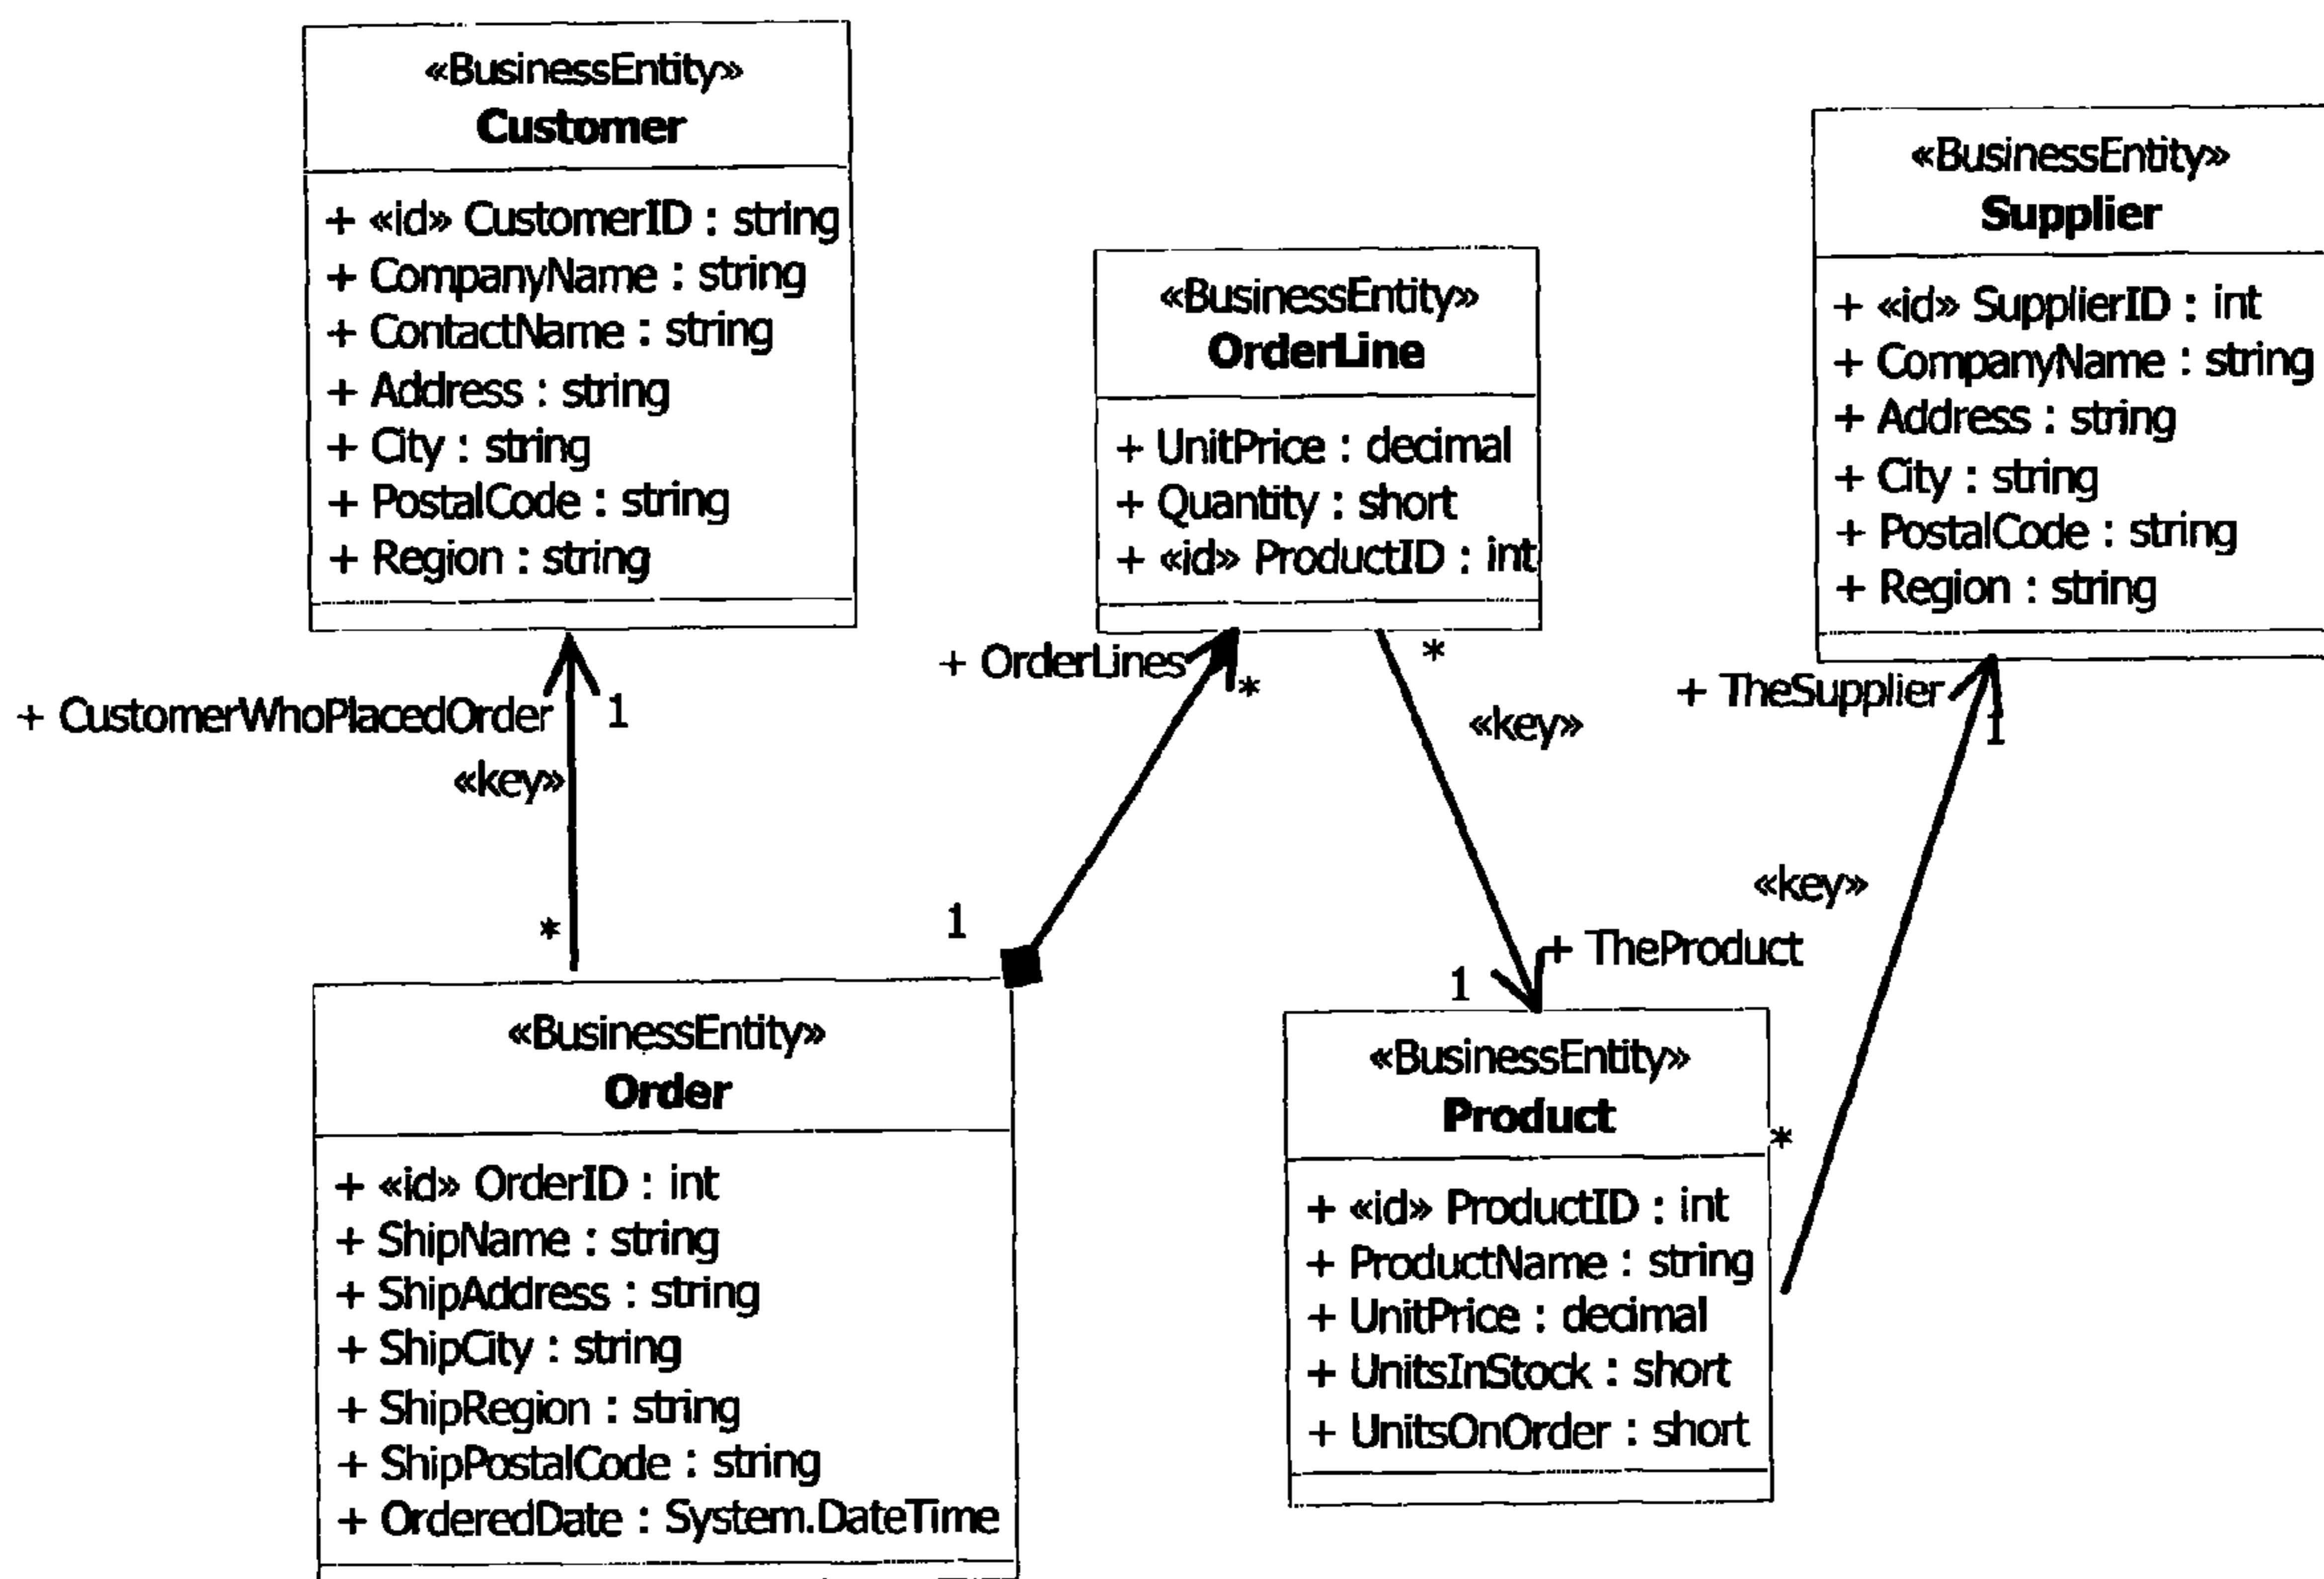 «BusinessEntity»
Customer
+ «id» CustomerID : string
+ CompanyName : string
+ ContactName : string
+ Address : string
+ City : string
+ PostalCode : string
+ Region : string
«BusinessEntity»
OrderLine
+ UnitPrice : decimal
+ Quantity : short
+ «id» ProductID : int
«BusinessEntity»
Supplier
+ «id» SupplierID : int
+ CompanyName : string
+ Address : string
+ City : string
+ PostalCode : string
+ Region : string
+ CustomerWhoPlacedOrder
1
«key»
*
+ OrderLines
*
1
*
«key»
+ TheProduct
1
+ TheSupplier
1
«key»
*
«BusinessEntity»
Order
+ «id» OrderID : int
+ ShipName : string
+ ShipAddress : string
+ ShipCity : string
+ ShipRegion : string
+ ShipPostalCode : string
+ OrderedDate : System.DateTime
«BusinessEntity»
Product
+ «id» ProductID : int
+ ProductName : string
+ UnitPrice : decimal
+ UnitsInStock : short
+ UnitsOnOrder : short